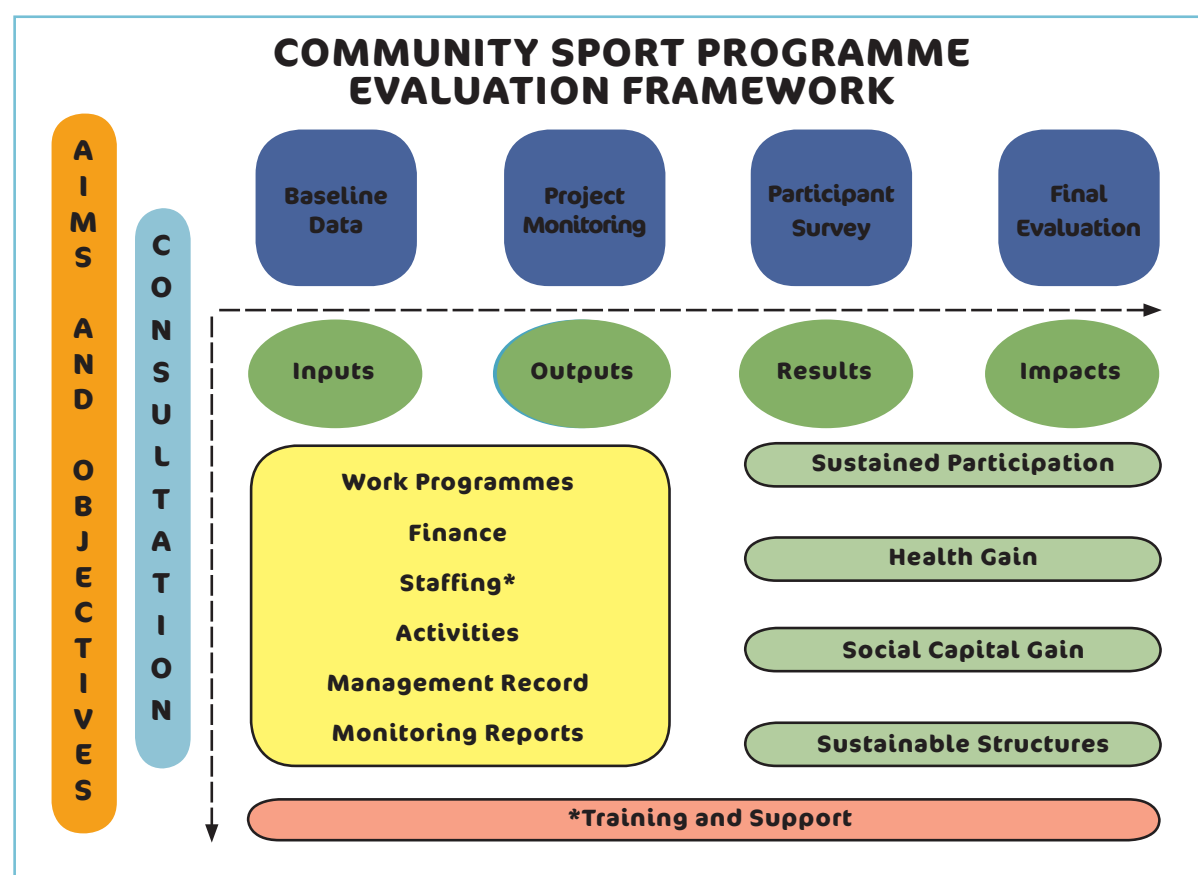 COMMUNITY SPORT PROGRAMME
EVALUATION FRAMEWORK
AIMS AND OBJECTIVES
CONSULTATION
Baseline
Data
Project
Monitoring
Participant
Survey
Final
Evaluation
Inputs
Outputs
Results
Impacts
Work Programmes
Finance
Staffing*
Activities
Management Record
Monitoring Reports
Sustained Participation
Health Gain
Social Capital Gain
Sustainable Structures
*Training and Support